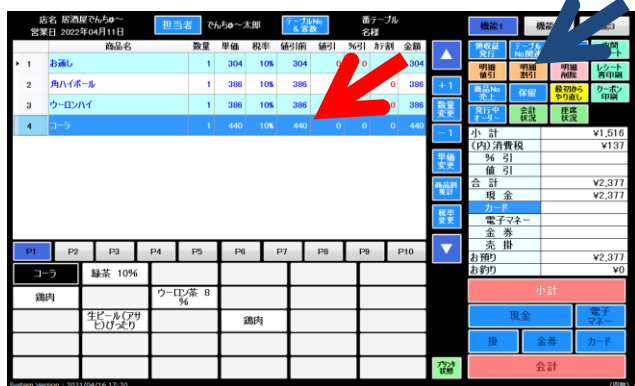 店名 居酒屋でんちゅ～
営業日 2022年04月11日
担当者 でんちゅ～太郎
テーブルNo
& 客数
番テーブル
名様
機能1
商品名 数量 単価 税率 値引前 値引 %引 カテ割 金額
1 お通し 1 304 10% 304 0 304
2 角ハイボール 1 386 10% 386 386
3 ウーロンハイ 1 386 10% 386 0 386
4 コーラ 1 440 10% 440 0 0 0 440
+1
数量
変更
-1
単価
変更
商品別
集計
税率
変更
領収証
発行
明細
値引
明細
割引
明細
削除
レシート
再印刷
商品No
売上
保留
最初から
やり直し
クーポン
印刷
発行中
オーダー
会計
状況
座席
状況
小 計 ¥1,516
(内)消費税 ¥137
% 引
値 引
合 計 ¥2,377
現 金 ¥2,377
カード
電子マネー
金 券
売 掛
お預り ¥2,377
お釣り ¥0
P1 P2 P3 P4 P5 P6 P7 P8 P9 P10
コーラ 緑茶 10%
鶏肉 ウーロン茶 8
%
生ビール(アサ
ヒ)ぴったり 鶏肉
プリンタ
状態
小計
現金 電子
マネー
掛 金券 カード
会計
System Version : 2021/04/16 17:20
(内税)